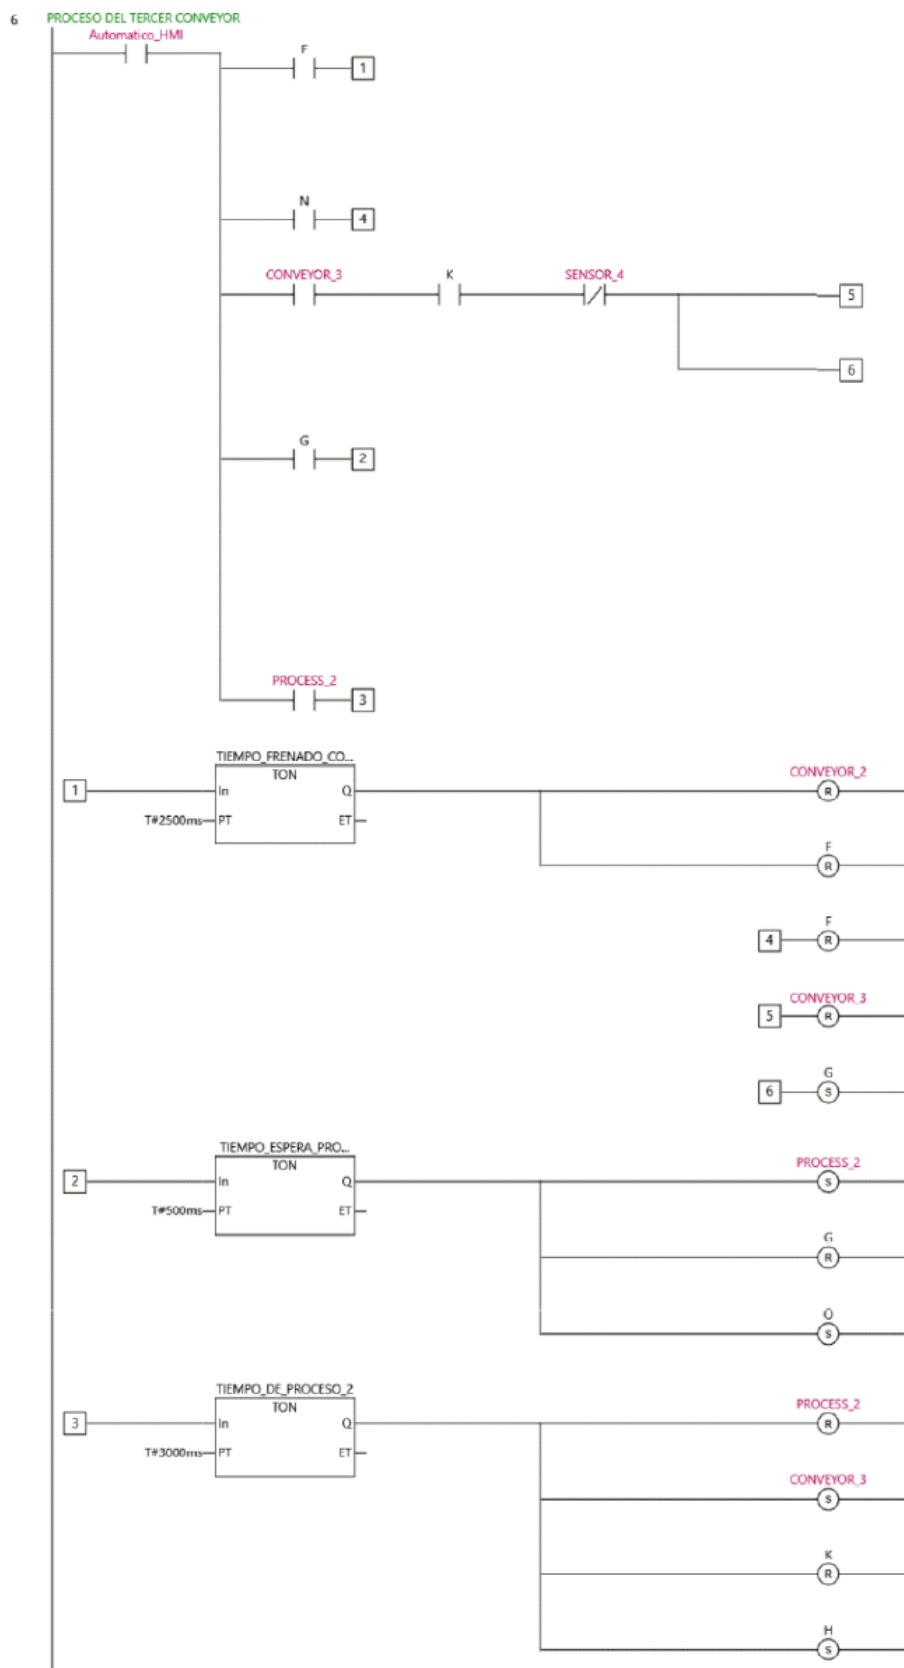 6 PROCESO DEL TERCER CONVEYOR
Automatico_HMI
F
1
N
4
CONVEYOR_3 K SENSOR_4
5
6
G
2
PROCESS_2
3
TIEMPO_FRENADO_CO...
TON
CONVEYOR_2
1 In Q R
T#2500ms PT ET
F
R
F
4 R
CONVEYOR_3
5 R
G
6 S
TIEMPO_ESPERA_PRO...
TON
PROCESS_2
2 In Q S
T#500ms PT ET
G
R
O
S
TIEMPO_DE_PROCESO_2
TON
PROCESS_2
3 In Q R
T#3000ms PT ET
CONVEYOR_3
S
K
R
H
S